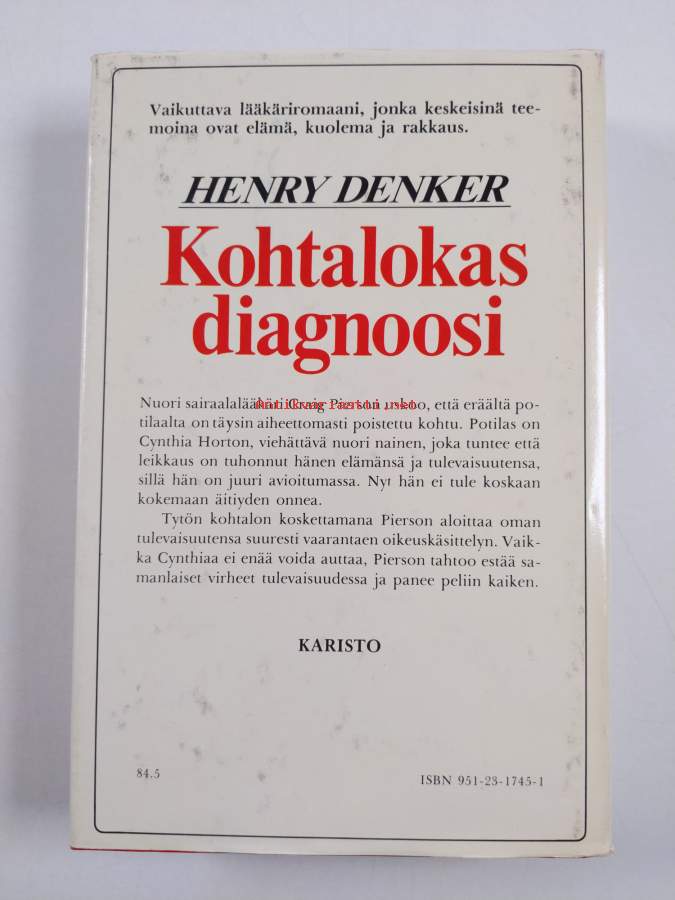 Vaikuttava lääkäriromaani, jonka keskeisinä tee-
moina ovat elämä, kuolema ja rakkaus.
HENRY DENKER
Kohtalokas
diagnoosi
Nuori sairaalalääkäri Craig Pierson uskoo, että eräältä po-
tilaalta on täysin aiheettomasti poistettu kohtu. Potilas on
Cynthia Horton, viehättävä nuori nainen, joka tuntee että
leikkaus on tuhonnut hänen elämänsä ja tulevaisuutensa,
sillä hän on juuri avioitumassa. Nyt hän ei tule koskaan
kokemaan äitiyden onnea.
Tytön kohtalon koskettamana Pierson aloittaa oman
tulevaisuutensa suuresti vaarantaen oikeuskäsittelyn. Vaik-
ka Cynthiaa ei enää voida auttaa, Pierson tahtoo estää sa-
manlaiset virheet tulevaisuudessa ja panee peliin kaiken.
KARISTO
84.5
ISBN 951-23-1745-1